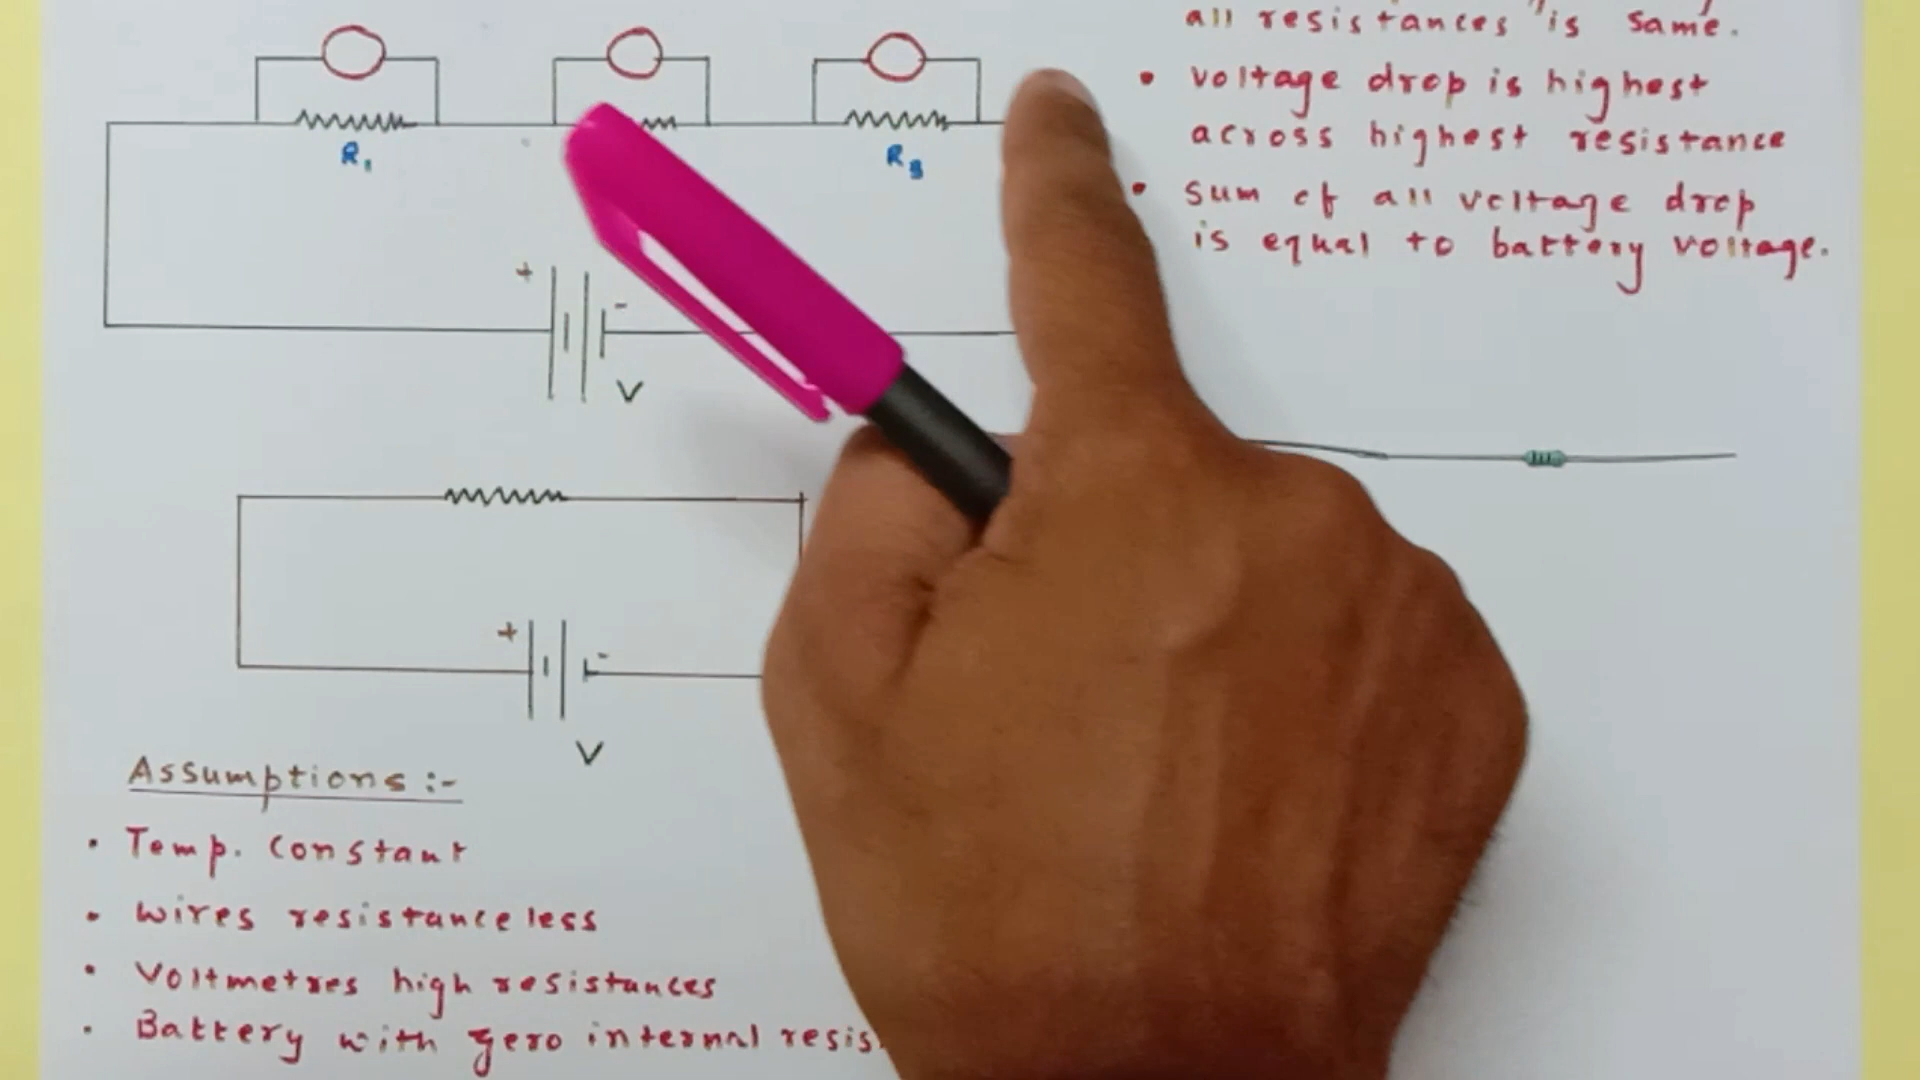 all resistances is same.
• voltage drop is highest
across highest resistance
• sum of all voltage drop
is equal to battery voltage.
R1
R3
+
-
V
+
-
V
Assumptions :-
• Temp. constant
• wires resistanceless
• Voltmetres high resistances
• Battery with zero internal resis